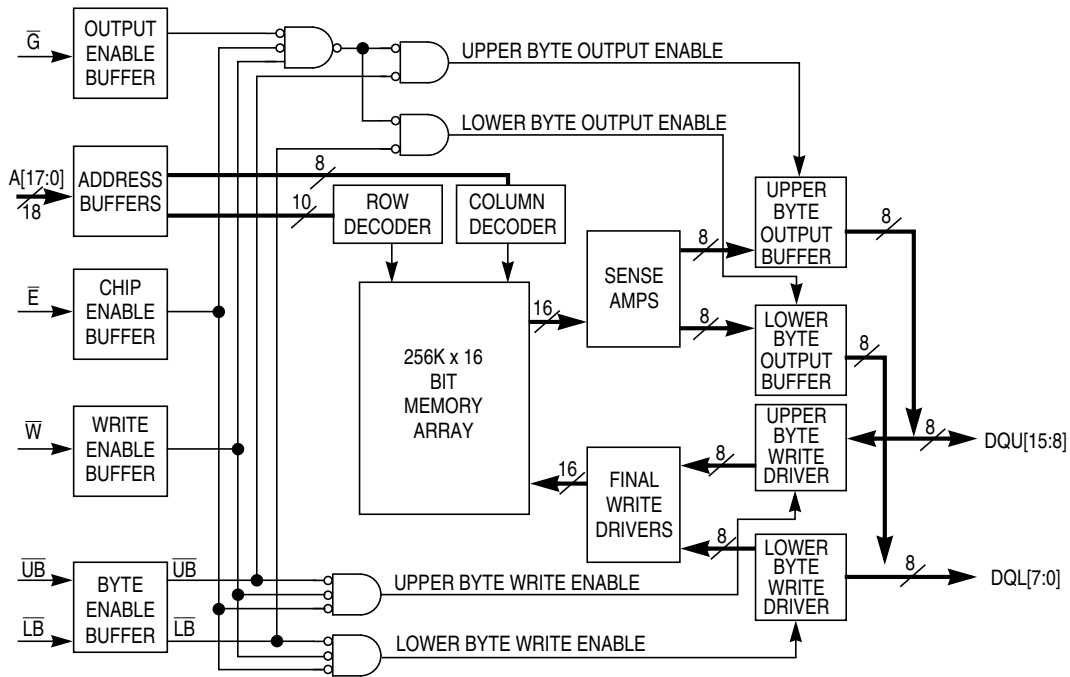 G̅
OUTPUT
ENABLE
BUFFER
UPPER BYTE OUTPUT ENABLE
LOWER BYTE OUTPUT ENABLE
A[17:0]
18
ADDRESS
BUFFERS
8
10
ROW
DECODER
COLUMN
DECODER
UPPER
BYTE
OUTPUT
BUFFER
8
E̅
CHIP
ENABLE
BUFFER
256K x 16
BIT
MEMORY
ARRAY
16
SENSE
AMPS
8
8
LOWER
BYTE
OUTPUT
BUFFER
8
W̅
WRITE
ENABLE
BUFFER
16
FINAL
WRITE
DRIVERS
8
8
UPPER
BYTE
WRITE
DRIVER
8
DQU[15:8]
U̅B̅
L̅B̅
BYTE
ENABLE
BUFFER
U̅B̅
L̅B̅
UPPER BYTE WRITE ENABLE
LOWER BYTE WRITE ENABLE
LOWER
BYTE
WRITE
DRIVER
8
DQL[7:0]